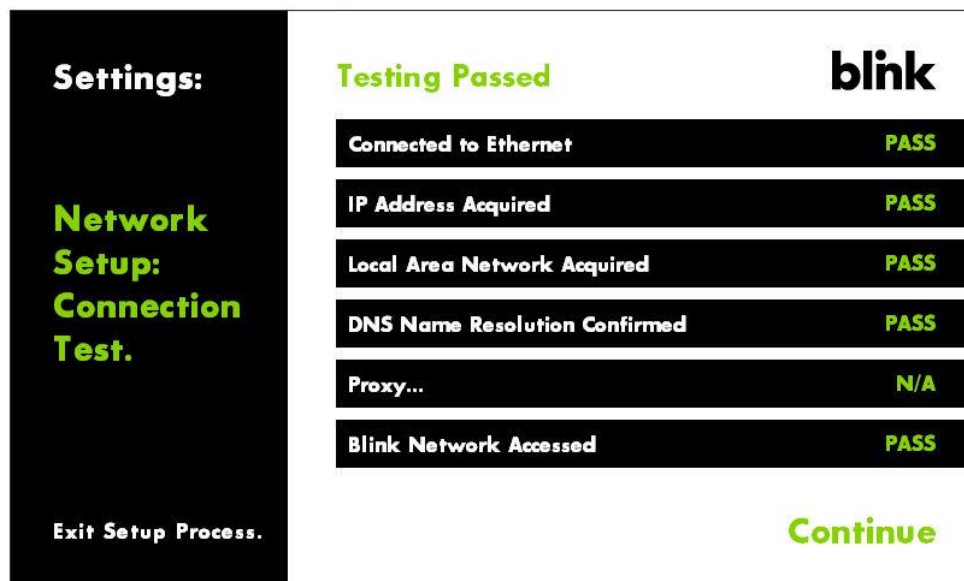 Settings:
Network
Setup:
Connection
Test.
Exit Setup Process.
Testing Passed
blink
Connected to Ethernet PASS
IP Address Acquired PASS
Local Area Network Acquired PASS
DNS Name Resolution Confirmed PASS
Proxy... N/A
Blink Network Accessed PASS
Continue